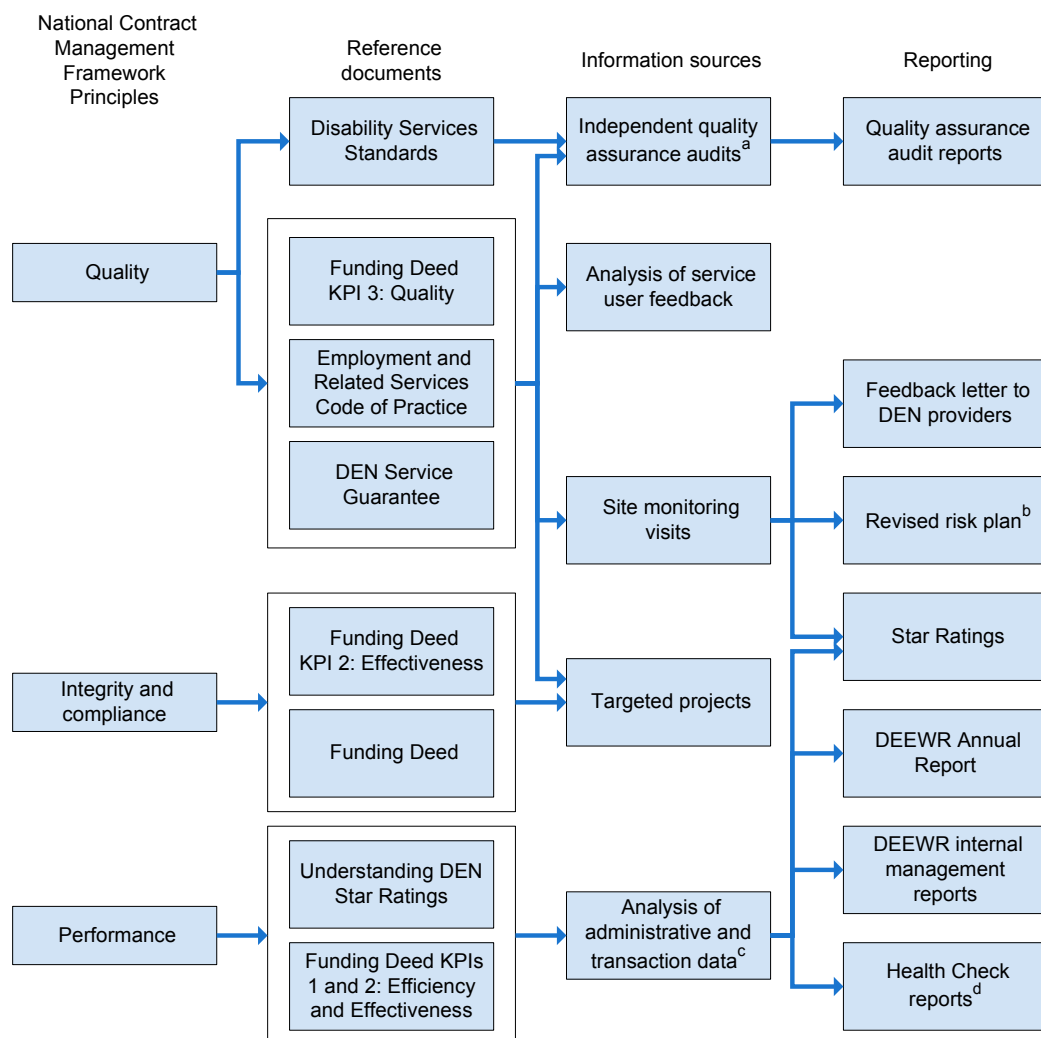 National Contract
Management
Framework
Principles
Reference
documents
Information sources
Reporting
Disability Services
Standards
Independent quality
assurance audits a
Quality assurance
audit reports
Quality
Funding Deed
KPI 3: Quality
Analysis of service
user feedback
Employment and
Related Services
Code of Practice
Feedback letter to
DEN providers
DEN Service
Guarantee
Site monitoring
visits
Revised risk plan b
Funding Deed
KPI 2: Effectiveness
Star Ratings
Integrity and
compliance
Targeted projects
Funding Deed
DEEWR Annual
Report
Understanding DEN
Star Ratings
DEEWR internal
management
reports
Performance
Analysis of
administrative and
transaction data c
Funding Deed KPIs
1 and 2: Efficiency
and Effectiveness
Health Check
reports d